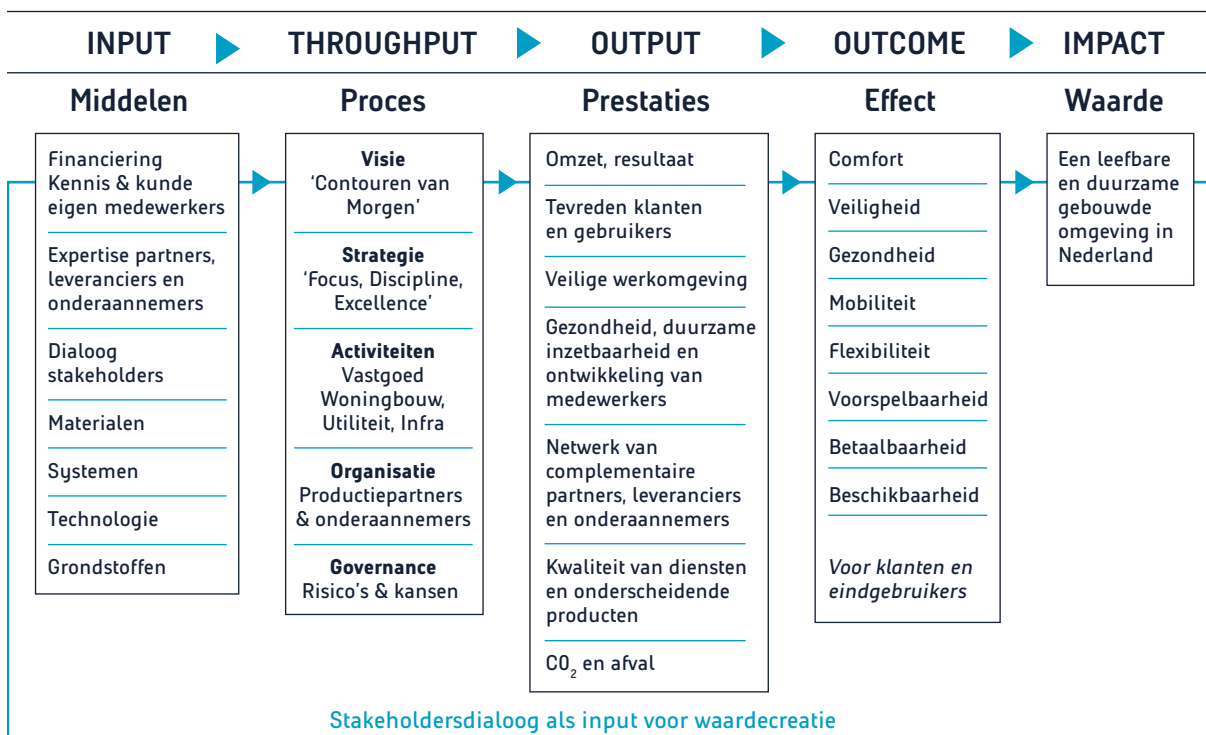 INPUT
THROUGHPUT
OUTPUT
OUTCOME
IMPACT
Middelen
Proces
Prestaties
Effect
Waarde
Financiering
Kennis & kunde
eigen medewerkers
Expertise partners,
leveranciers en
onderaannemers
Dialoog
stakeholders
Materialen
Systemen
Technologie
Grondstoffen
Visie
‘Contouren van
Morgen’
Strategie
‘Focus, Discipline,
Excellence’
Activiteiten
Vastgoed
Woningbouw,
Utiliteit, Infra
Organisatie
Productiepartners
& onderaannemers
Governance
Risico’s & kansen
Omzet, resultaat
Tevreden klanten
en gebruikers
Veilige werkomgeving
Gezondheid, duurzame
inzetbaarheid en
ontwikkeling van
medewerkers
Netwerk van
complementaire
partners, leveranciers
en onderaannemers
Kwaliteit van diensten
en onderscheidende
producten
CO₂ en afval
Comfort
Veiligheid
Gezondheid
Mobiliteit
Flexibiliteit
Voorspelbaarheid
Betaalbaarheid
Beschikbaarheid
Voor klanten en
eindgebruikers
Een leefbare
en duurzame
gebouwde
omgeving in
Nederland
Stakeholdersdialoog als input voor waardecreatie